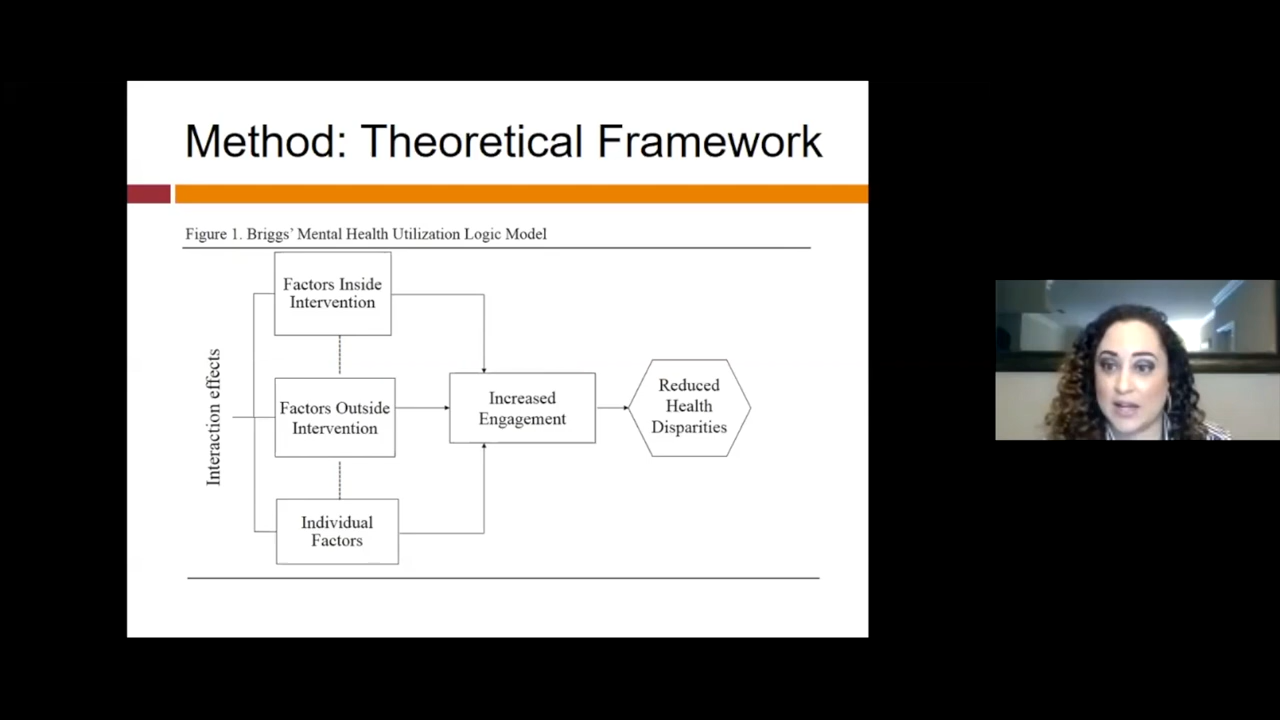 Method: Theoretical Framework
Figure 1. Briggs’ Mental Health Utilization Logic Model
Interaction effects
Factors Inside
Intervention
Factors Outside
Intervention
Individual
Factors
Increased
Engagement
Reduced
Health
Disparities